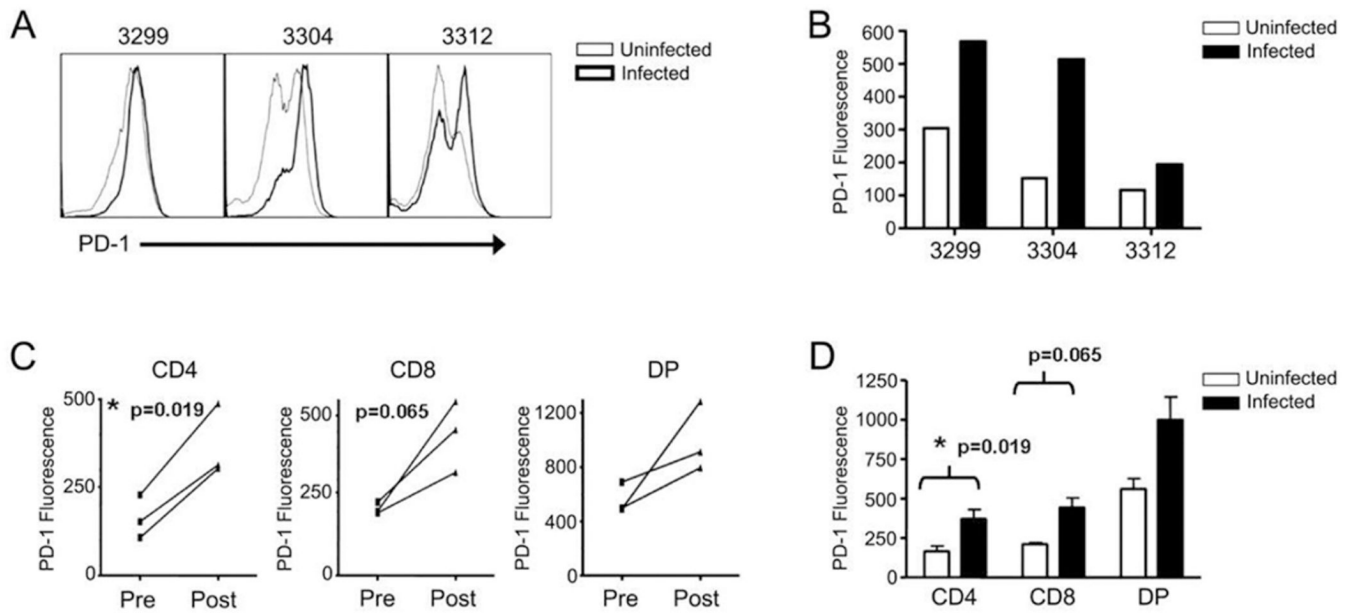 A
3299 3304 3312
Uninfected
Infected
PD-1
B
PD-1 Fluorescence
600
500
400
300
200
100
0
3299 3304 3312
Uninfected
Infected
C
CD4
PD-1 Fluorescence
500
250
0
* p=0.019
Pre Post
CD8
PD-1 Fluorescence
500
250
0
p=0.065
Pre Post
DP
PD-1 Fluorescence
1200
800
400
0
Pre Post
D
PD-1 Fluorescence
1250
1000
750
500
250
0
* p=0.019
p=0.065
CD4 CD8 DP
Uninfected
Infected